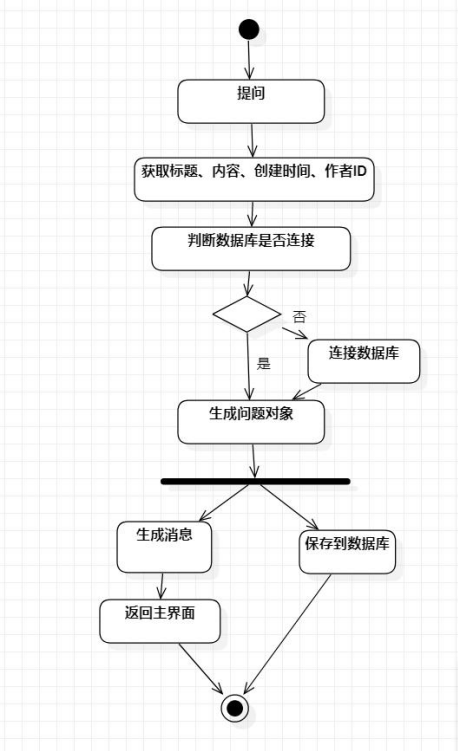 提问
获取标题、内容、创建时间、作者ID
判断数据库是否连接
否
连接数据库
是
生成问题对象
生成消息
保存到数据库
返回主界面